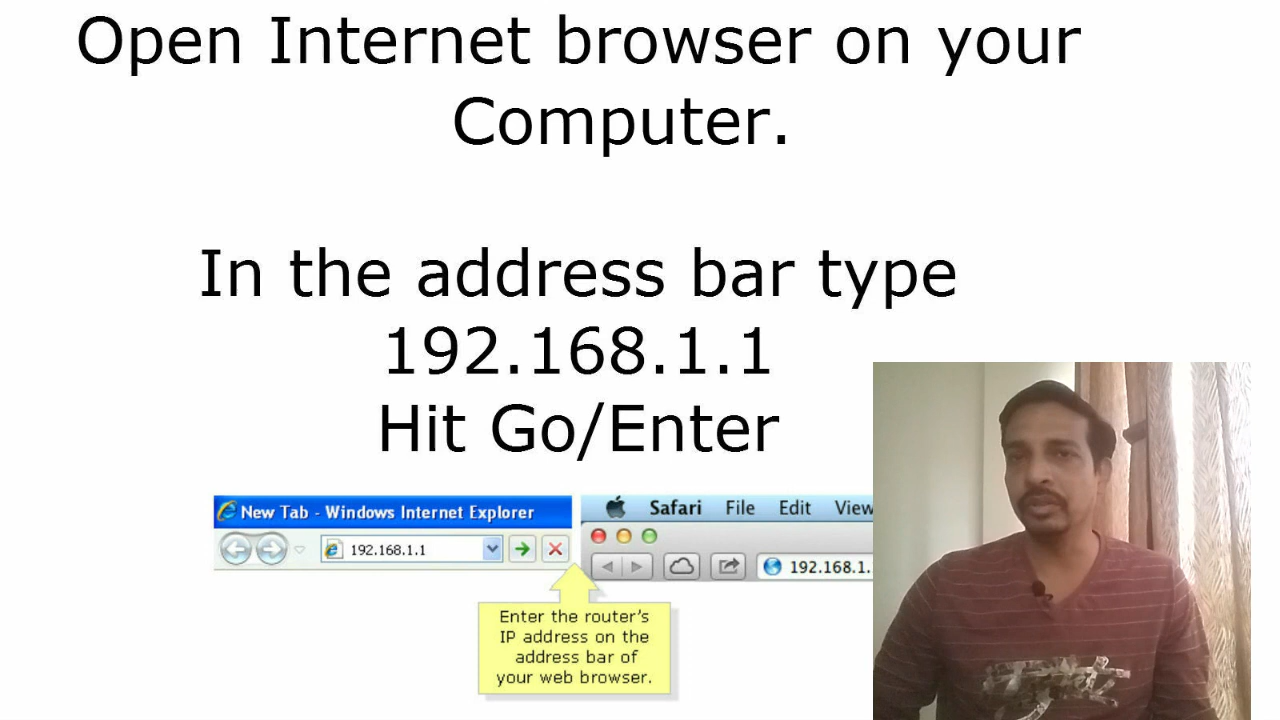 Open Internet browser on your
Computer.
In the address bar type
192.168.1.1
Hit Go/Enter
New Tab - Windows Internet Explorer
192.168.1.1
Safari File Edit View
192.168.1.
Enter the router's
IP address on the
address bar of
your web browser.